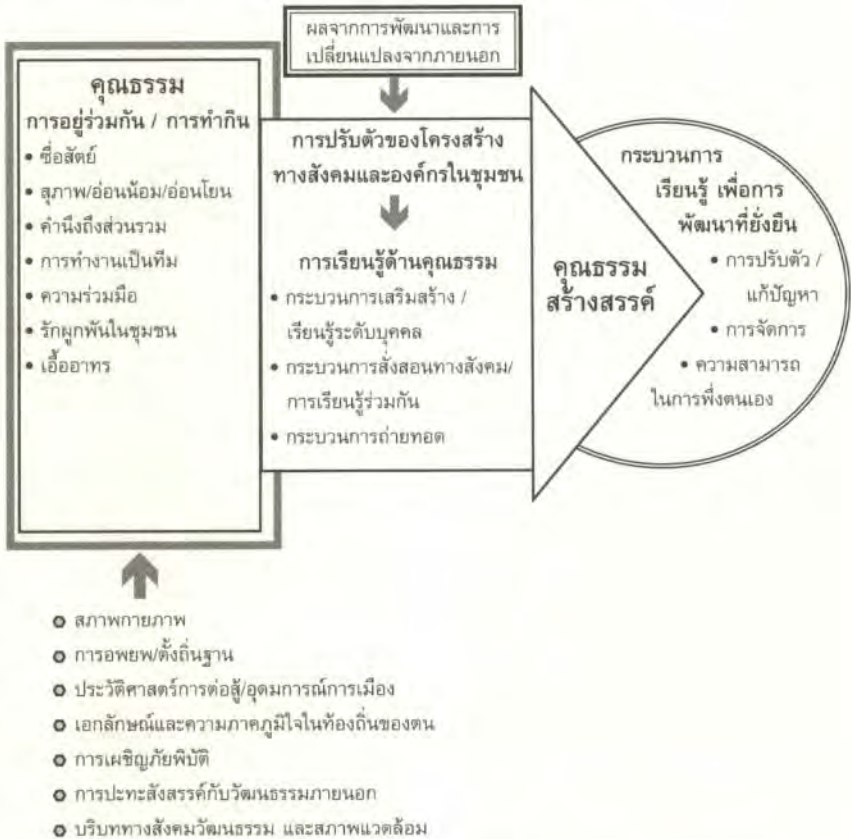 ผลจากการพัฒนาและการ
เปลี่ยนแปลงจากภายนอก
คุณธรรม
การอยู่ร่วมกัน / การทำกิน
• ซื่อสัตย์
• สุภาพ/อ่อนน้อม/อ่อนโยน
• คำนึงถึงส่วนรวม
• การทำงานเป็นทีม
• ความร่วมมือ
• รักผูกพันในชุมชน
• เอื้ออาทร
การปรับตัวของโครงสร้าง
ทางสังคมและองค์กรในชุมชน
การเรียนรู้ด้านคุณธรรม
• กระบวนการเสริมสร้าง /
เรียนรู้ระดับบุคคล
• กระบวนการสั่งสอนทางสังคม/
การเรียนรู้ร่วมกัน
• กระบวนการถ่ายทอด
คุณธรรม
สร้างสรรค์
กระบวนการ
เรียนรู้ เพื่อการ
พัฒนาที่ยั่งยืน
• การปรับตัว /
แก้ปัญหา
• การจัดการ
• ความสามารถ
ในการพึ่งตนเอง
สภาพกายภาพ
การอพยพ/ตั้งถิ่นฐาน
ประวัติศาสตร์การต่อสู้/อุดมการณ์การเมือง
เอกลักษณ์และความภาคภูมิใจในท้องถิ่นของตน
การเผชิญภัยพิบัติ
การปะทะสังสรรค์กับวัฒนธรรมภายนอก
บริบททางสังคมวัฒนธรรม และสภาพแวดล้อม